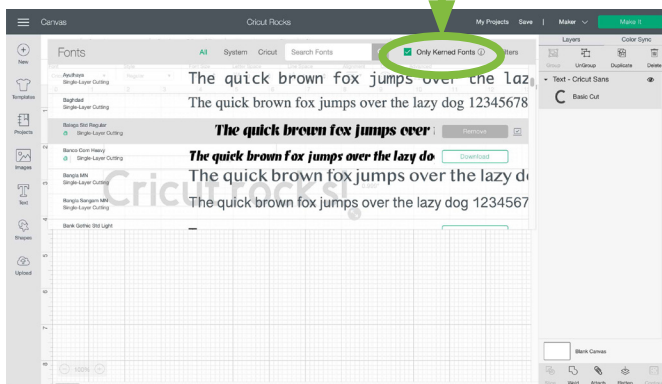 Canvas
Cricut Rocks
My Projects Save | Maker Make It
New
Templates
Projects
Images
Text
Shapes
Upload
Fonts
All System Cricut Search Fonts Only Kerned Fonts
Ayuthaya
Single-Layer Cutting
The quick brown fox jumps over the laz
Baghdad
Single-Layer Cutting
The quick brown fox jumps over the lazy dog 12345678
Balega Std Regular
a Single-Layer Cutting
The quick brown fox jumps over
Remove
Banco Com Heavy
a Single-Layer Cutting
The quick brown fox jumps over the lazy do
Download
Bangla MN
Single-Layer Cutting
The quick brown fox jumps over the lazy d
Bangla Sangam MN
Single-Layer Cutting
The quick brown fox jumps over the lazy dog 1234567
Bank Gothic Std Light
Cricut rocks!
100%
Layers Color Sync
Group UnGroup Duplicate Delete
Text - Cricut Sans
C Basic Cut
Blank Canvas
Weld Attach Flatten